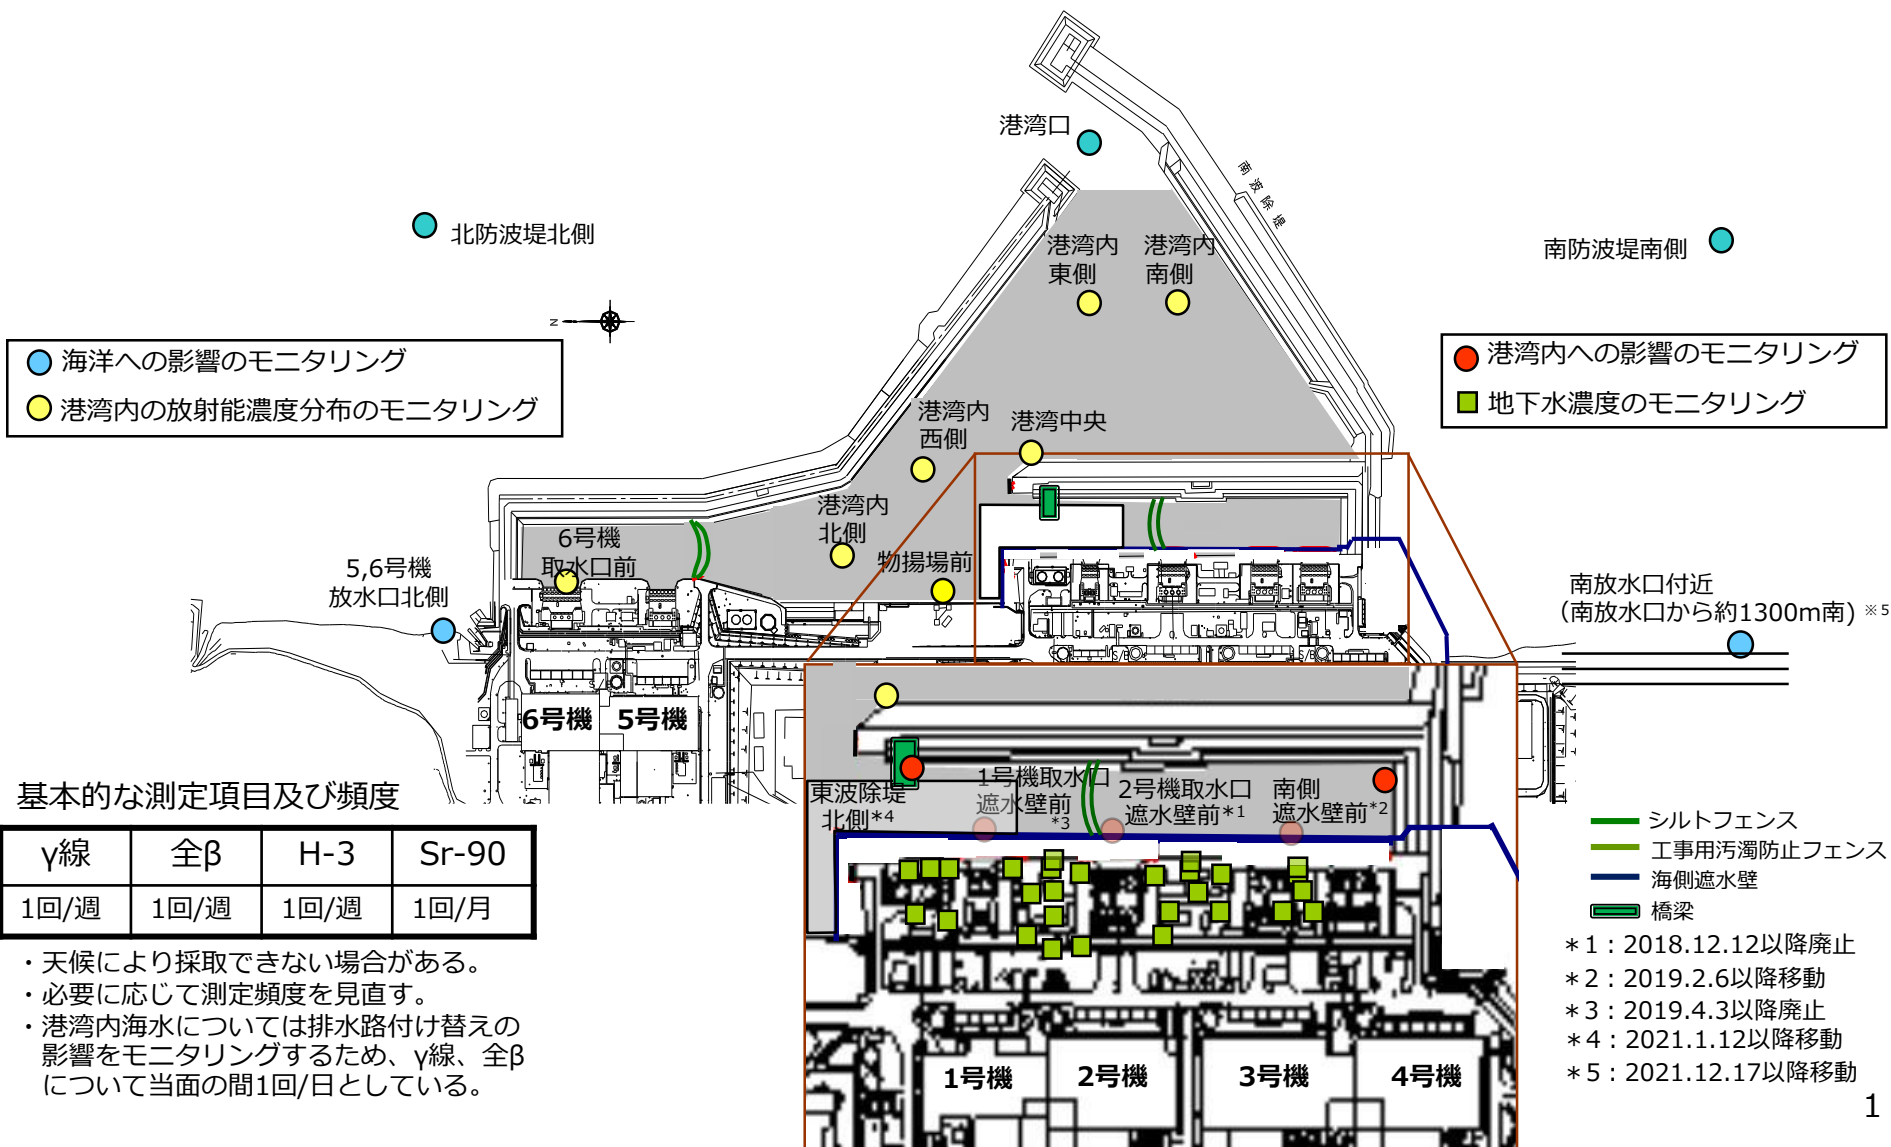 港湾口
南波除堤
北防波堤北側
南防波堤南側
港湾内
東側
港湾内
南側
N
海洋への影響のモニタリング
港湾内の放射能濃度分布のモニタリング
港湾内への影響のモニタリング
地下水濃度のモニタリング
港湾内
西側
港湾中央
港湾内
北側
6号機
取水口前
物揚場前
5,6号機
放水口北側
南放水口付近
（南放水口から約1300m南）※5
S/B
S/B
6号機
5号機
東波除堤
北側*4
1号機取水口
遮水壁前
*3
2号機取水口
遮水壁前*1
南側
遮水壁前*2
1号機
2号機
3号機
4号機
基本的な測定項目及び頻度
γ線 全β H-3 Sr-90
1回/週 1回/週 1回/週 1回/月
・天候により採取できない場合がある。
・必要に応じて測定頻度を見直す。
・港湾内海水については排水路付け替えの
影響をモニタリングするため、γ線、全β
について当面の間1回/日としている。
シルトフェンス
工事用汚濁防止フェンス
海側遮水壁
橋梁
＊1：2018.12.12以降廃止
＊2：2019.2.6以降移動
＊3：2019.4.3以降廃止
＊4：2021.1.12以降移動
＊5：2021.12.17以降移動
1